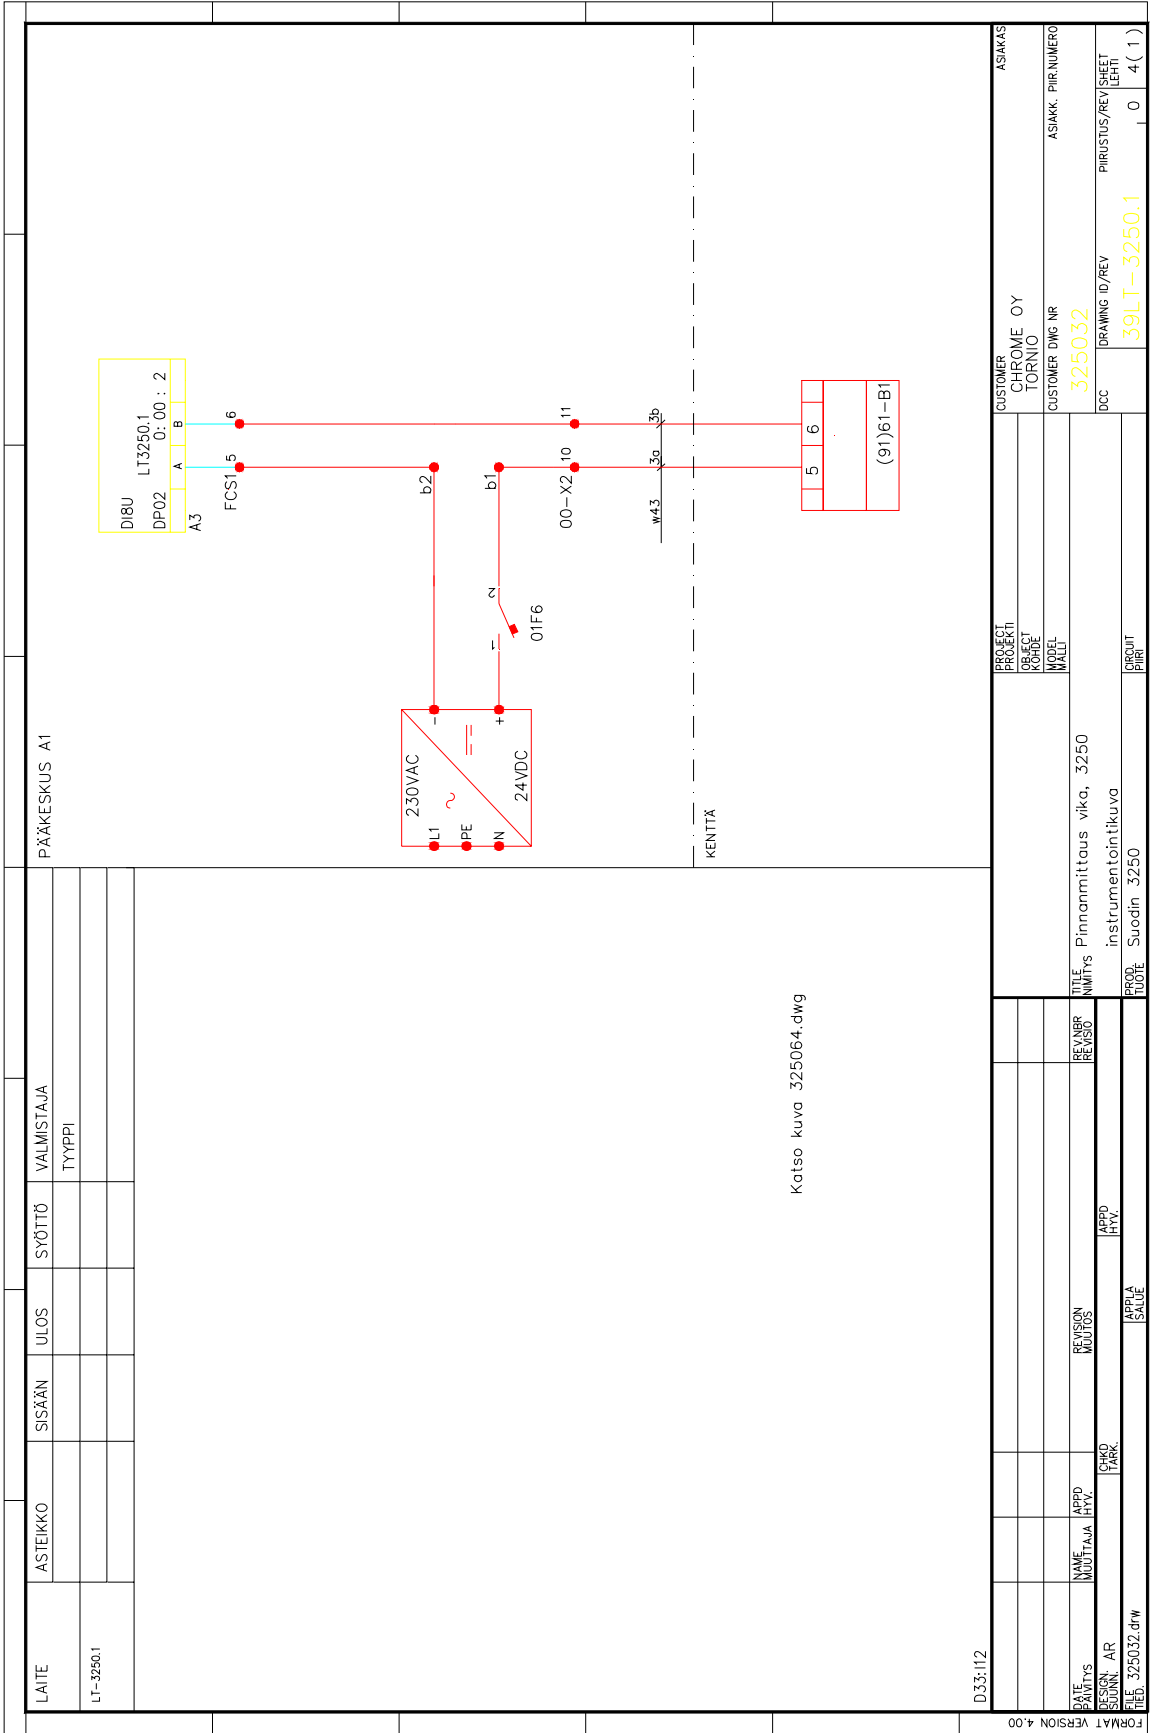 LAITE
ASTEIKKO
SISÄÄN
ULOS
SYÖTTÖ
VALMISTAJA
TYYPPI
LT-3250.1
PÄÄKESKUS A1
DI8U
LT3250.1
DP02
0: 00 : 2
A
B
A3
FCS1
5
6
230VAC
L1
PE
N
24VDC
-
+
b2
b1
1
2
01F6
00-X2
10
11
w43
3a
3b
KENTTÄ
5
6
(91)61-B1
Katso kuva 325064.dwg
D33:I12
DATE
PÄIVITYS
NAME
MUUTTAJA
APPD
HYV.
REVISION
MUUTOS
REV.NBR
REVISIO
DESIGN.
SUUNN.
AR
CHKD
TARK.
APPD
HYV.
FILE
TIED.
325032.drw
APPL.A
SALUE
FORMAT VERSION 4.00
PROJECT
PROJEKTI
OBJECT
KOHDE
MODEL
MALLI
TITLE
NIMITYS
Pinnanmittaus vika, 3250
instrumentointikuva
PROD.
TUOTE
Suodin 3250
CIRCUIT
PIIRI
CUSTOMER
ASIAKAS
CHROME OY
TORNIO
CUSTOMER DWG NR
ASIAKK. PIIR.NUMERO
325032
DCC
DRAWING ID/REV
PIIRUSTUS/REV
SHEET
LEHTI
39LT-3250.1
0
4( 1 )